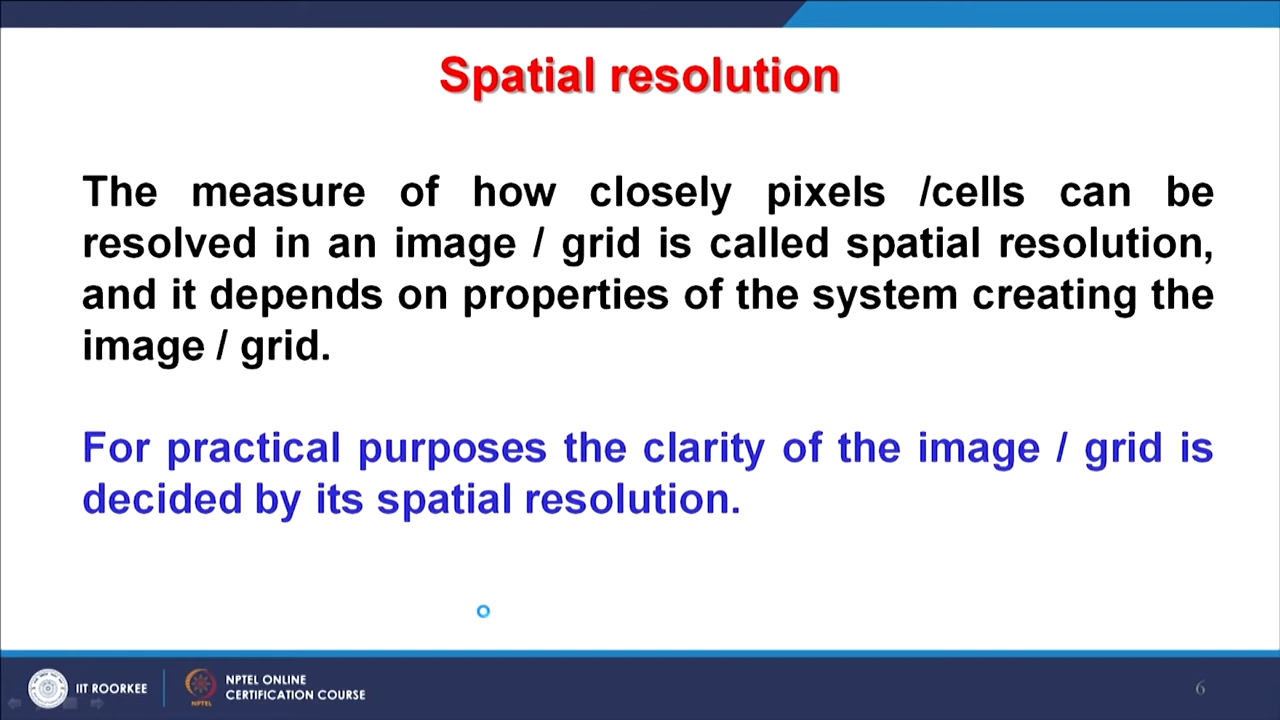 Spatial resolution
The measure of how closely pixels /cells can be
resolved in an image / grid is called spatial resolution,
and it depends on properties of the system creating the
image / grid.
For practical purposes the clarity of the image / grid is
decided by its spatial resolution.
IIT ROORKEE
NPTEL
NPTEL ONLINE
CERTIFICATION COURSE
6